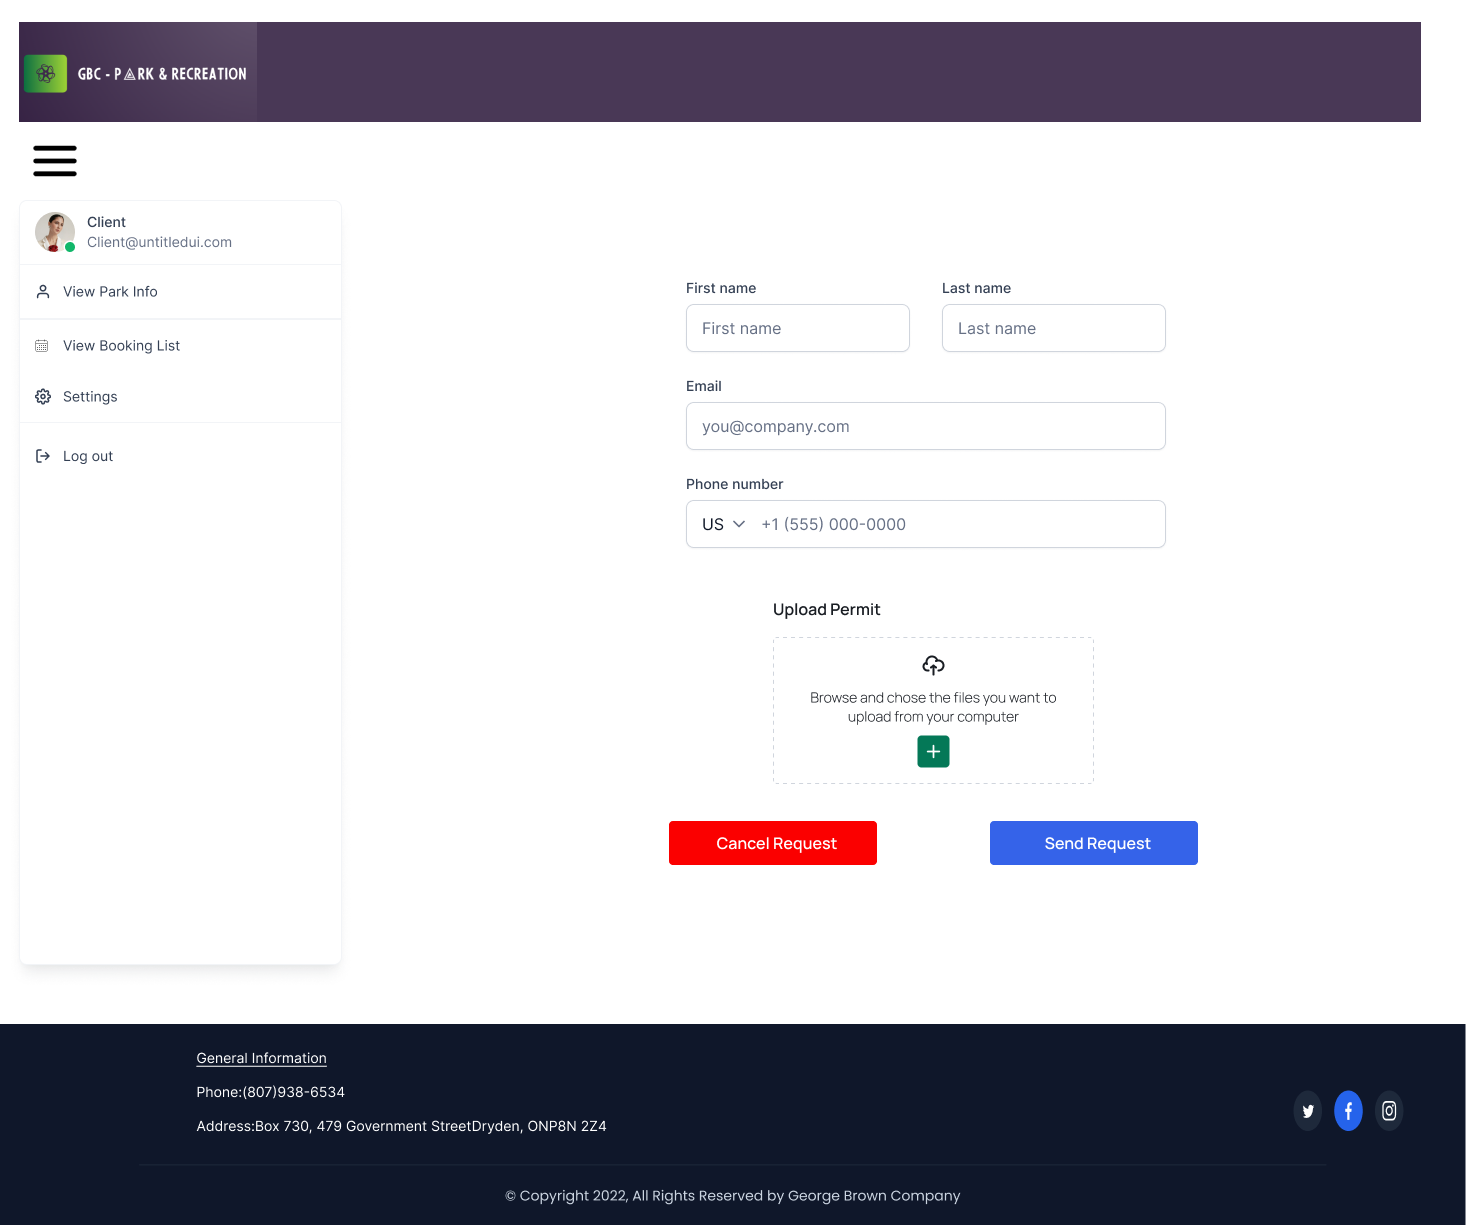 GBC - PARK & RECREATION
Client
Client@untitledui.com
View Park Info
View Booking List
Settings
Log out
First name
Last name
First name
Last name
Email
you@company.com
Phone number
US
+1 (555) 000-0000
Upload Permit
Browse and chose the files you want to
upload from your computer
Cancel Request
Send Request
General Information
Phone:(807)938-6534
Address:Box 730, 479 Government StreetDryden, ONP8N 2Z4
© Copyright 2022, All Rights Reserved by George Brown Company